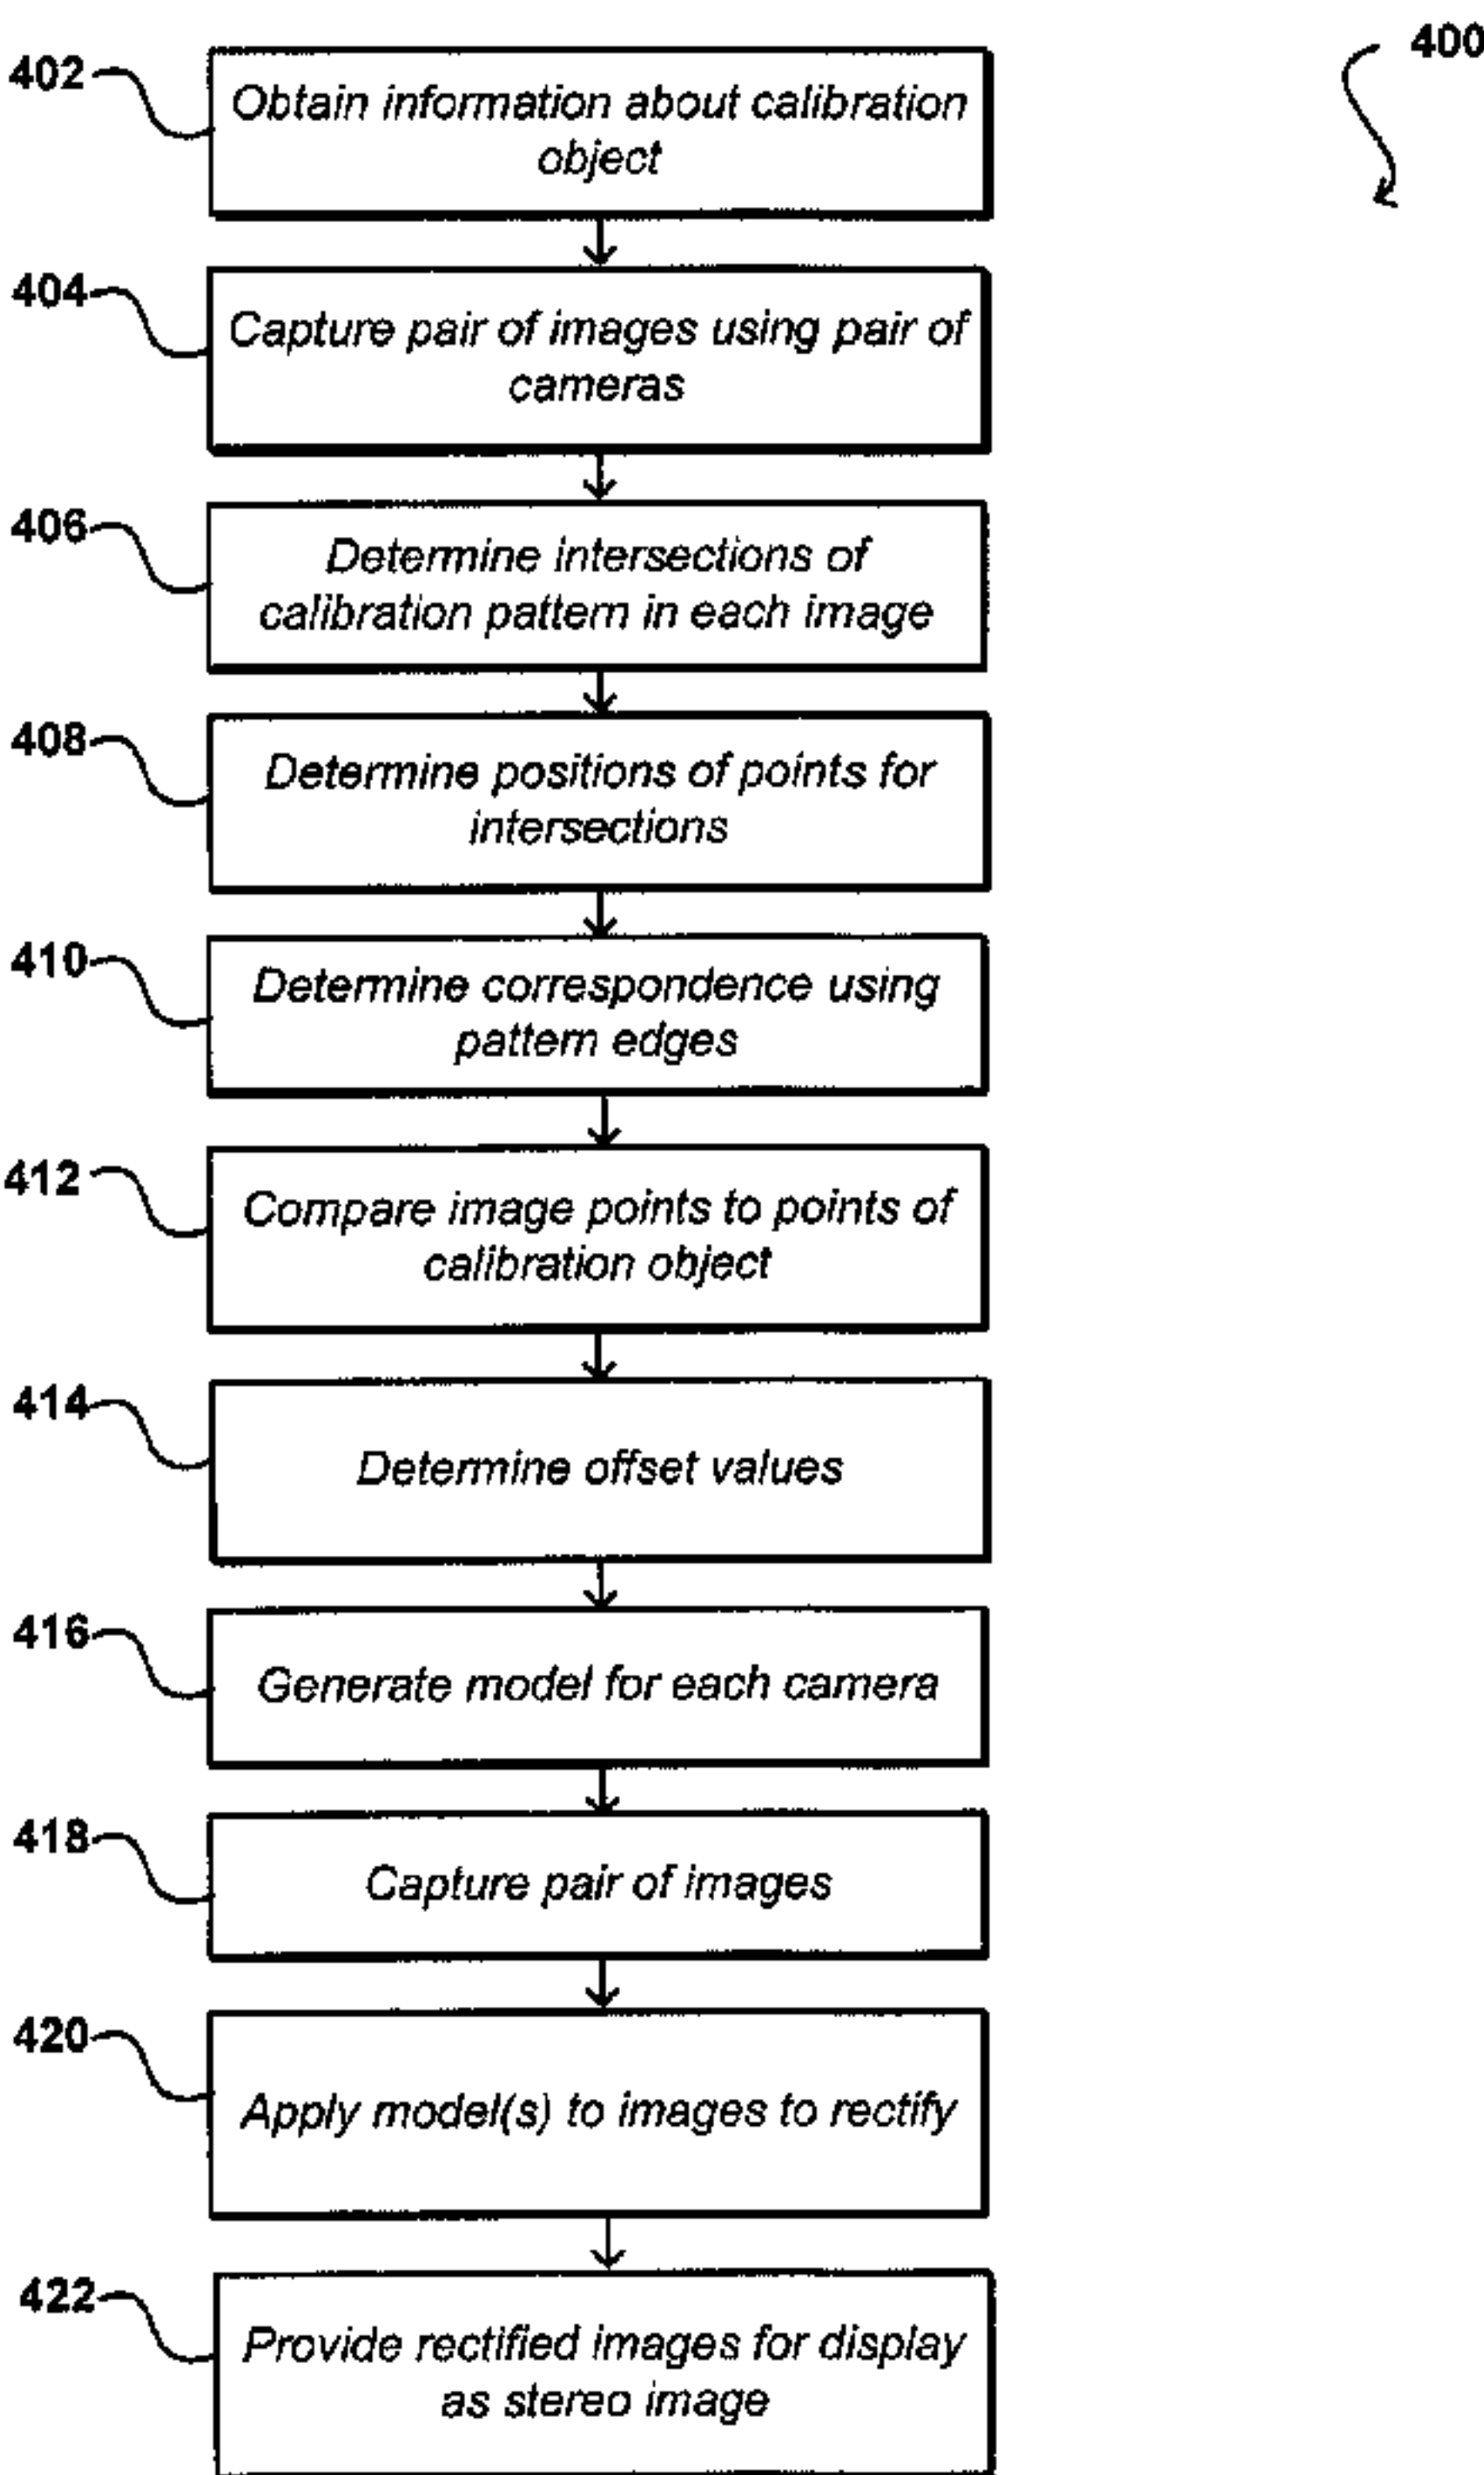 400
402
Obtain information about calibration
object
404
Capture pair of images using pair of
cameras
406
Determine intersections of
calibration pattern in each image
408
Determine positions of points for
intersections
410
Determine correspondence using
pattern edges
412
Compare image points to points of
calibration object
414
Determine offset values
416
Generate model for each camera
418
Capture pair of images
420
Apply model(s) to images to rectify
422
Provide rectified images for display
as stereo image